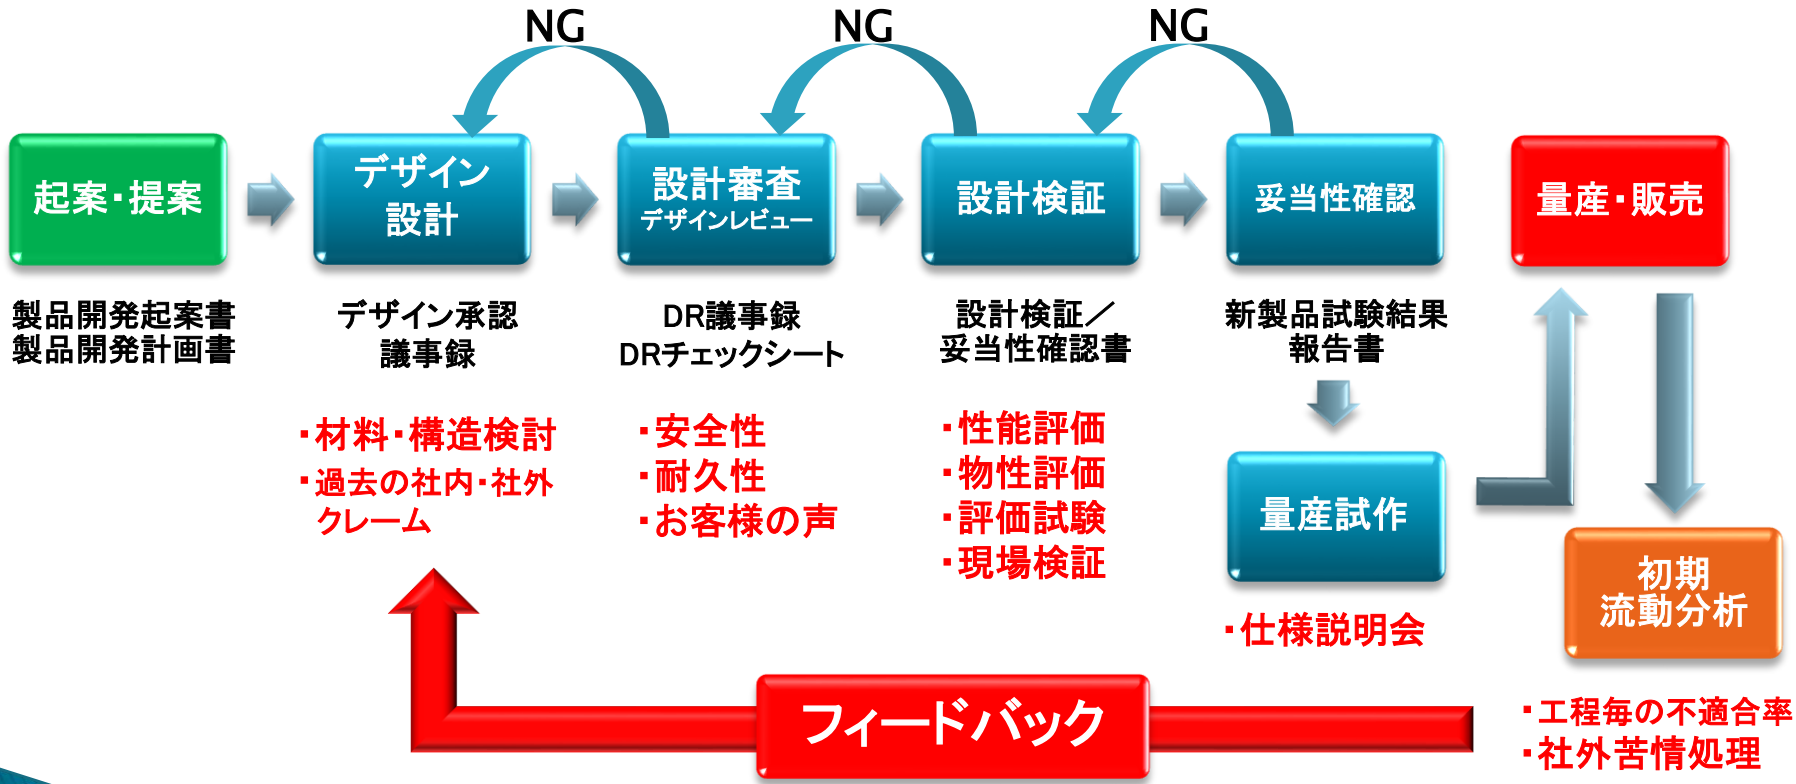 NG
NG
NG
起案・提案
デザイン
設計
設計審査
デザインレビュー
設計検証
妥当性確認
量産・販売
製品開発起案書
製品開発計画書
デザイン承認
議事録
DR議事録
DRチェックシート
設計検証／
妥当性確認書
新製品試験結果
報告書
・材料・構造検討
・過去の社内・社外
クレーム
・安全性
・耐久性
・お客様の声
・性能評価
・物性評価
・評価試験
・現場検証
量産試作
・仕様説明会
初期
流動分析
・工程毎の不適合率
・社外苦情処理
フィードバック